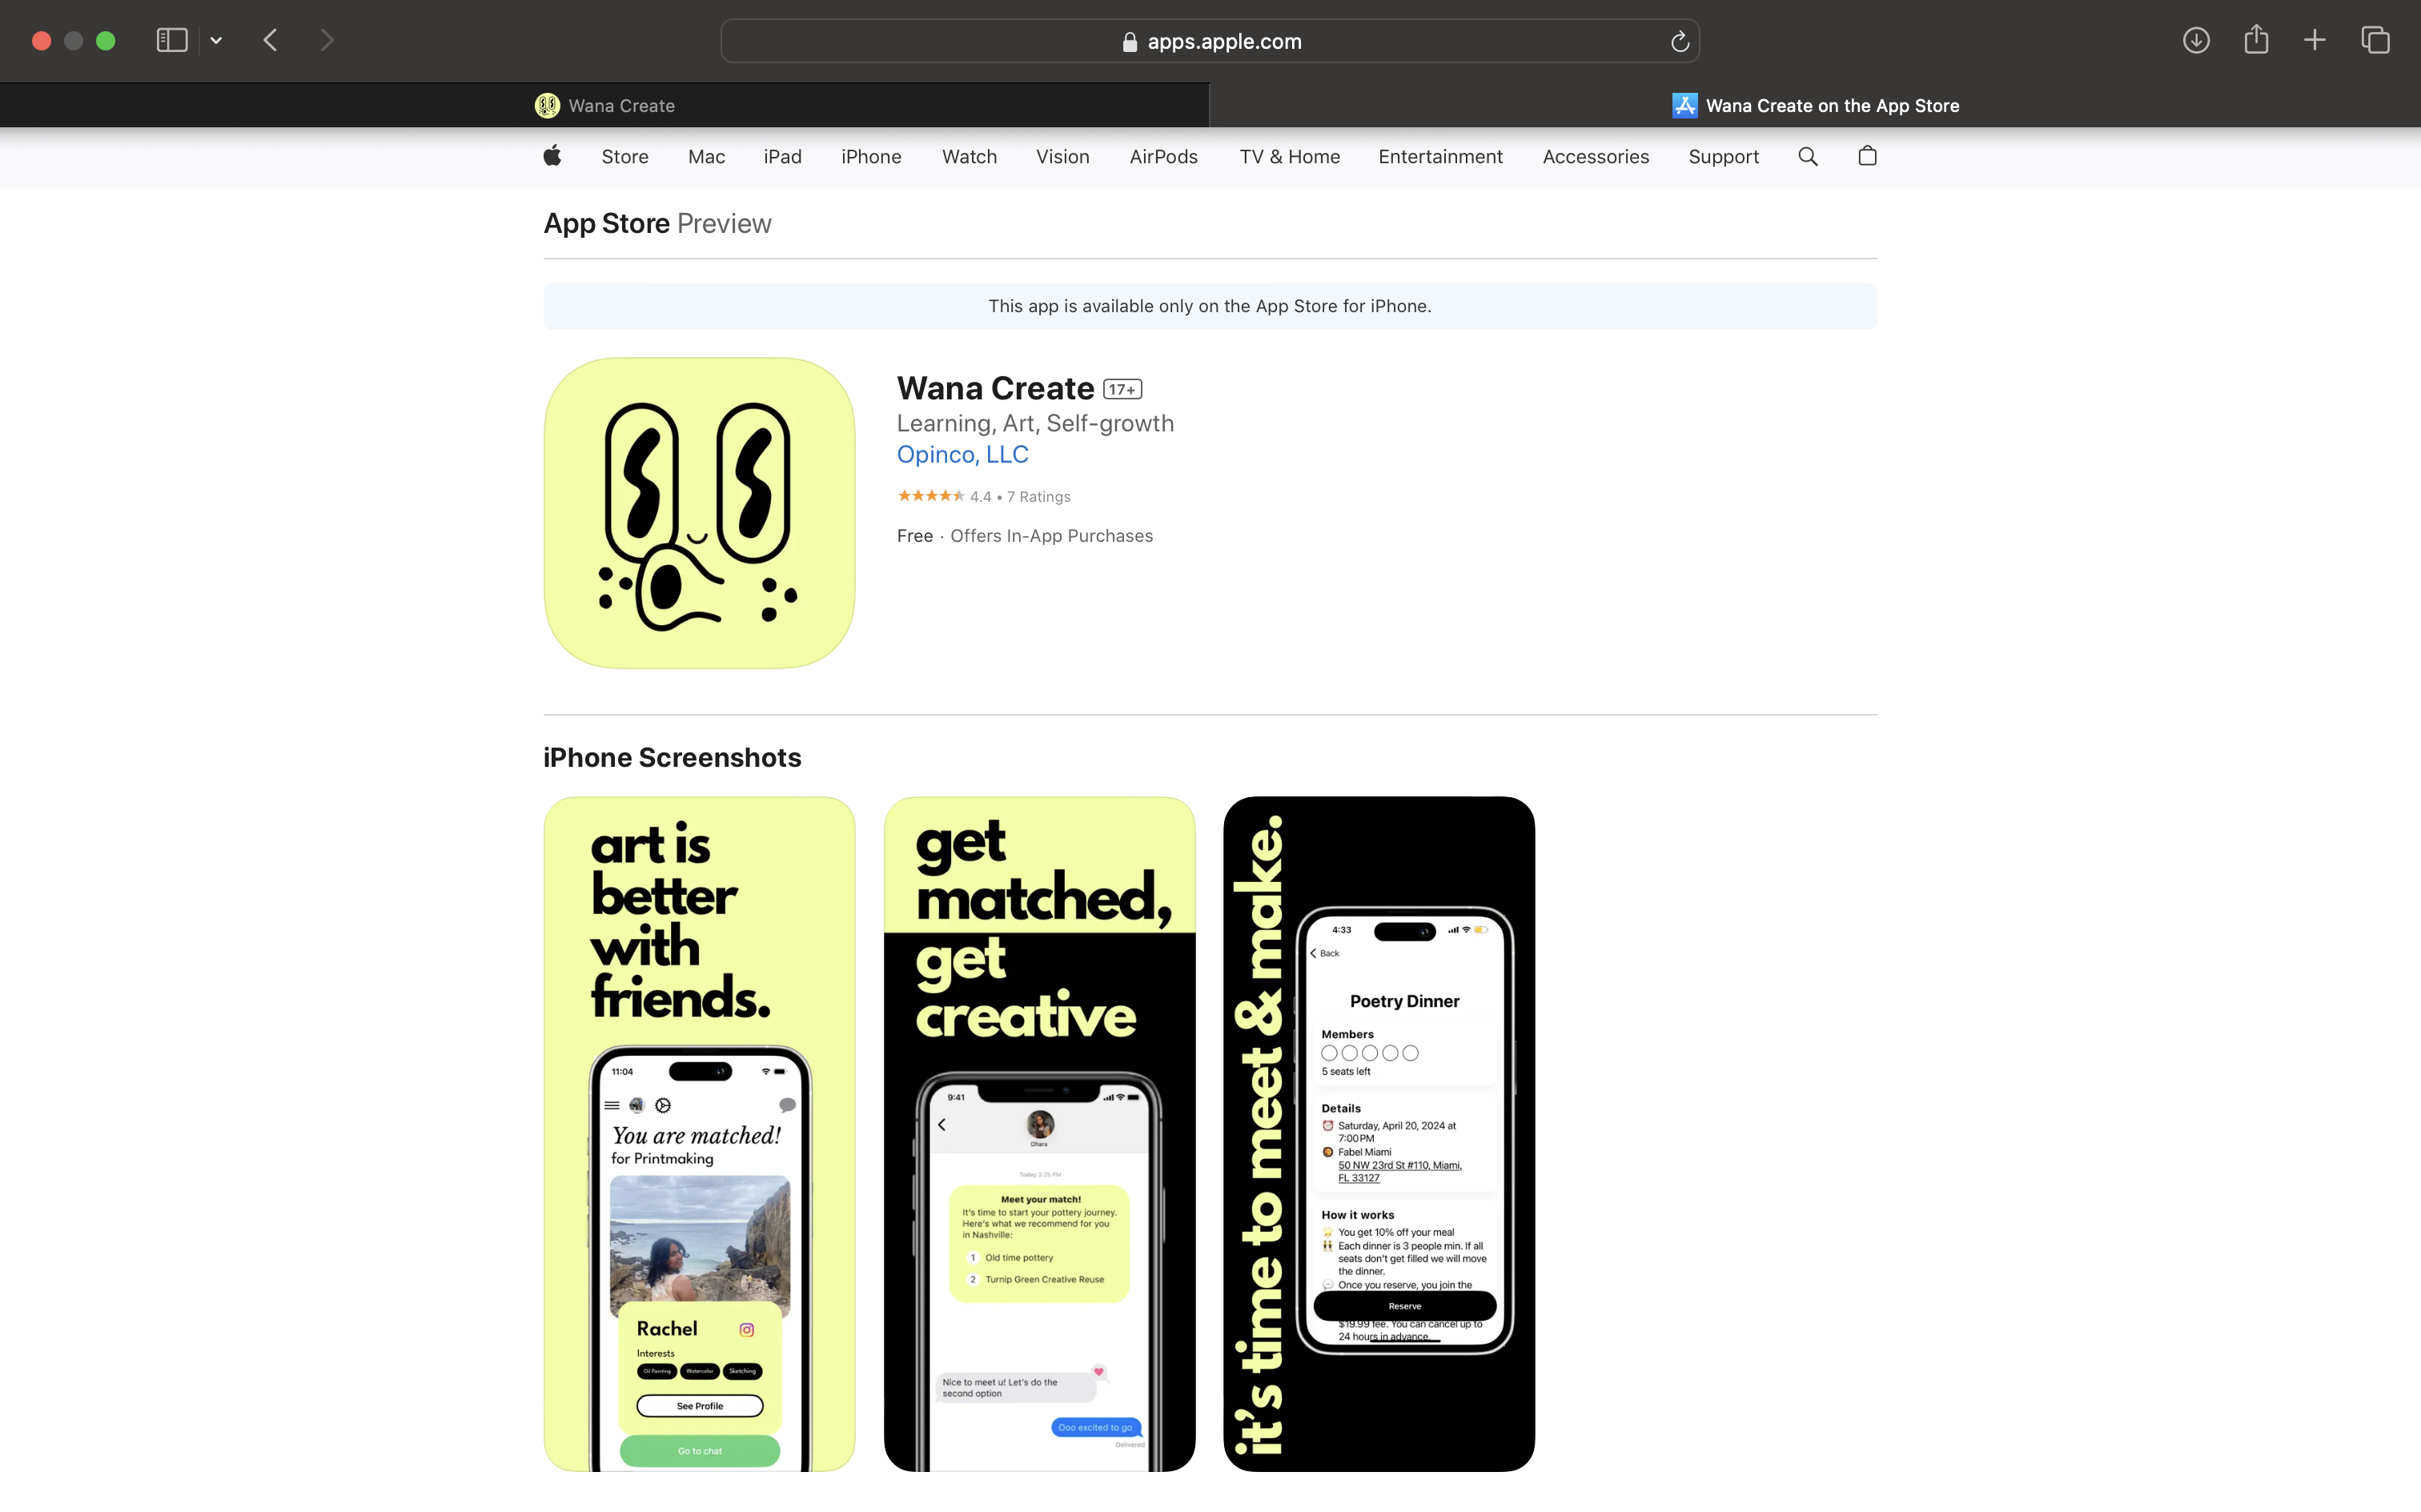 apps.apple.com
Wana Create
Wana Create on the App Store
Store Mac iPad iPhone Watch Vision AirPods TV & Home Entertainment Accessories Support
App Store Preview
This app is available only on the App Store for iPhone.
Wana Create 17+
Learning, Art, Self-growth
Opinco, LLC
4.4 • 7 Ratings
Free · Offers In-App Purchases
iPhone Screenshots
art is
better
with
friends.
11:04
You are matched!
for Printmaking
Rachel
Interests
Oil Painting Watercolor Sketching
See Profile
Go to chat
get
matched,
get
creative
9:41
Dhara
Today 3:25 PM
Meet your match!
It's time to start your pottery journey.
Here's what we recommend for you
in Nashville:
1 Old time pottery
2 Turnip Green Creative Reuse
Nice to meet u! Let's do the
second option
Ooo excited to go
Delivered
it's time to meet & make.
4:33
Back
Poetry Dinner
Members
5 seats left
Details
Saturday, April 20, 2024 at
7:00 PM
Fabel Miami
50 NW 23rd St #110, Miami,
FL 33127
How it works
You get 10% off your meal
Each dinner is 3 people min. If all
seats don't get filled we will move
the dinner.
Once you reserve, you join the
Reserve
$19.99 fee. You can cancel up to
24 hours in advance.